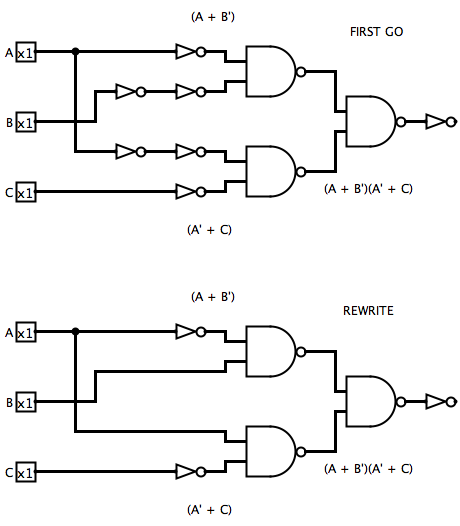 (A + B')
FIRST GO
A x1
B x1
C x1
(A + B')(A' + C)
(A' + C)
(A + B')
REWRITE
A x1
B x1
C x1
(A + B')(A' + C)
(A' + C)